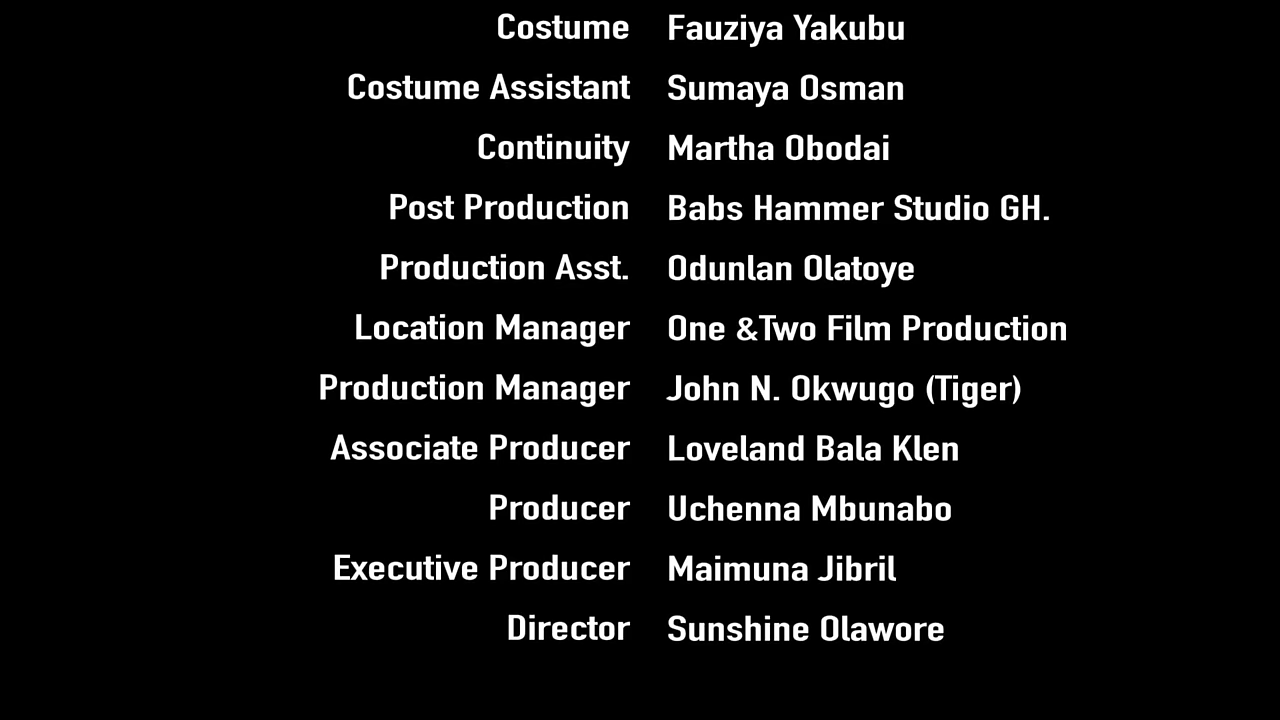 Costume Fauziya Yakubu
Costume Assistant Sumaya Osman
Continuity Martha Obodai
Post Production Babs Hammer Studio GH.
Production Asst. Odunlan Olatoye
Location Manager One &Two Film Production
Production Manager John N. Okwugo (Tiger)
Associate Producer Loveland Bala Klen
Producer Uchenna Mbunabo
Executive Producer Maimuna Jibril
Director Sunshine Olawore